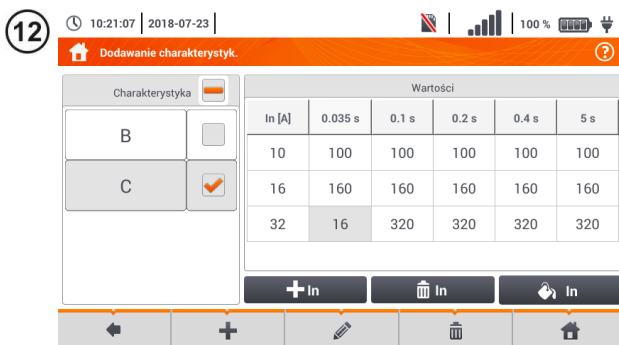 12
10:21:07 2018-07-23 100 %
Dodawanie charakterystyk. ?
Charakterystyka Wartości
In [A] 0.035 s 0.1 s 0.2 s 0.4 s 5 s
B
10 100 100 100 100 100
C
16 160 160 160 160 160
32 16 320 320 320 320
+ In In In
+